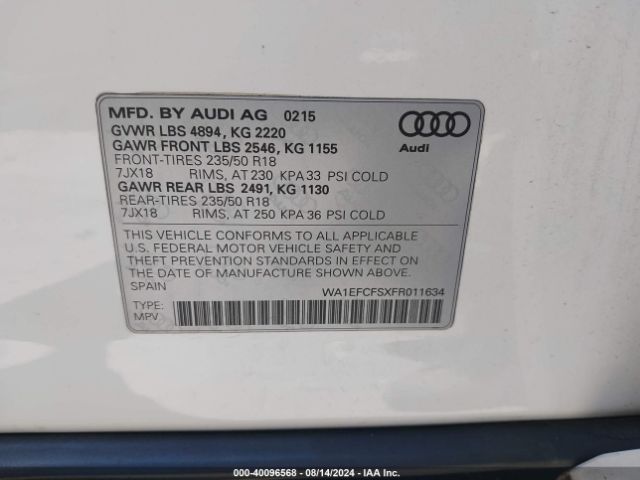 MFD. BY AUDI AG 0215
GVWR LBS 4894, KG 2220
GAWR FRONT LBS 2546, KG 1155
FRONT-TIRES 235/50 R18
7JX18 RIMS, AT 230 KPA 33 PSI COLD
GAWR REAR LBS 2491, KG 1130
REAR-TIRES 235/50 R18
7JX18 RIMS, AT 250 KPA 36 PSI COLD
Audi
THIS VEHICLE CONFORMS TO ALL APPLICABLE
U.S. FEDERAL MOTOR VEHICLE SAFETY AND
THEFT PREVENTION STANDARDS IN EFFECT ON
THE DATE OF MANUFACTURE SHOWN ABOVE.
SPAIN WA1EFCFSXFR011634
TYPE:
MPV
000-40096568 - 08/14/2024 - IAA Inc.